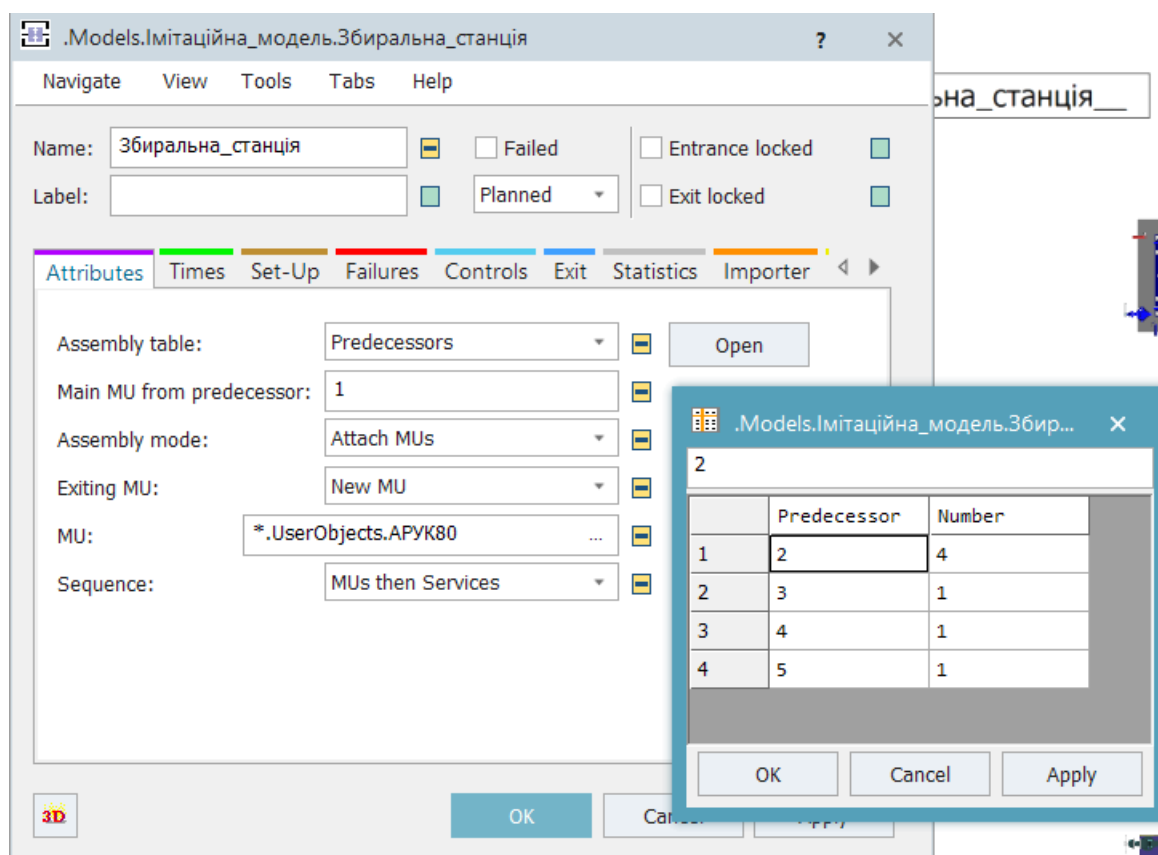 .Models.Імітаційна_модель.Збиральна_станція ? ×
Navigate View Tools Tabs Help
ьна_станція__
Name: Збиральна_станція Failed Entrance locked
Label: Planned Exit locked
Attributes Times Set-Up Failures Controls Exit Statistics Importer
Assembly table: Predecessors Open
Main MU from predecessor: 1
Assembly mode: Attach MUs
Exiting MU: New MU
MU: *.UserObjects.АРУК80 ...
Sequence: MUs then Services
.Models.Імітаційна_модель.Збир... ×
2
Predecessor Number
1 2 4
2 3 1
3 4 1
4 5 1
OK Cancel Apply
3D OK